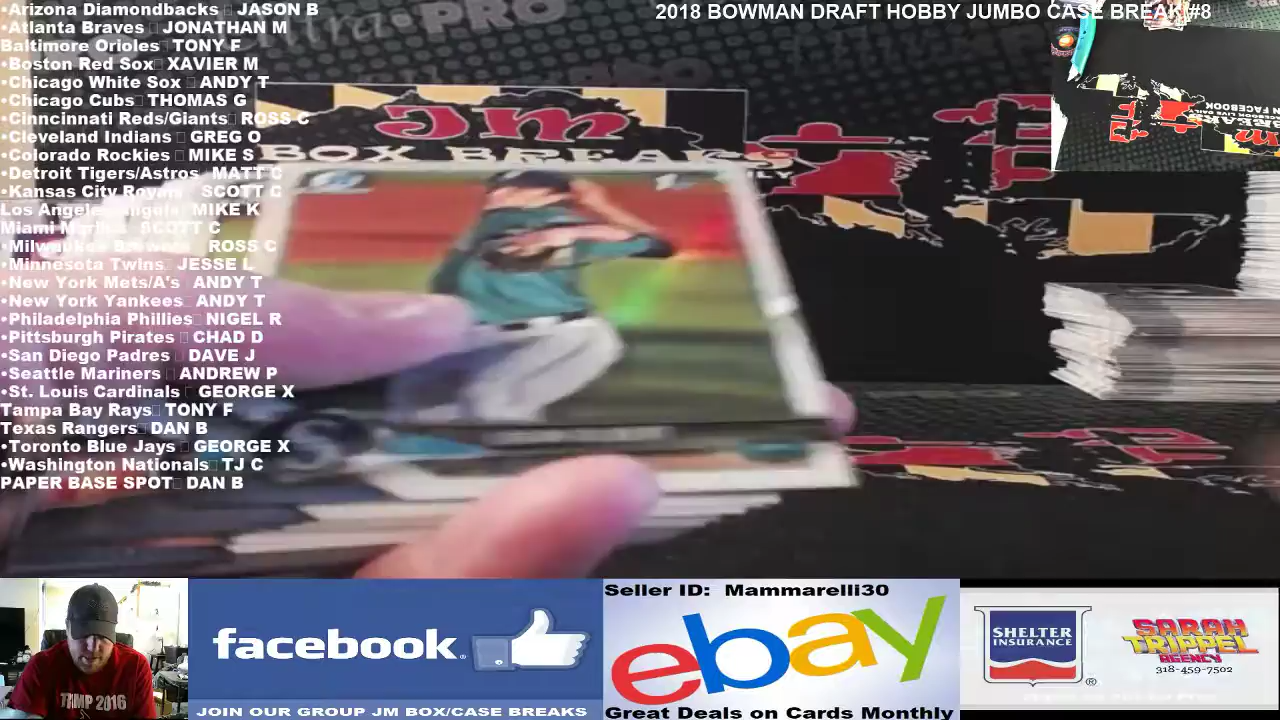 •Arizona Diamondbacks JASON B
•Atlanta Braves JONATHAN M
Baltimore Orioles TONY F
•Boston Red Sox XAVIER M
•Chicago White Sox ANDY T
•Chicago Cubs THOMAS G
•Cinncinnati Reds/Giants ROSS C
•Cleveland Indians GREG O
•Colorado Rockies MIKE S
•Detroit Tigers/Astros MATT C
•Kansas City Royals SCOTT C
Los Angeles Angels MIKE K
Miami Marlins SCOTT C
•Milwaukee Brewers ROSS C
•Minnesota Twins JESSE L
•New York Mets/A's ANDY T
•New York Yankees ANDY T
•Philadelphia Phillies NIGEL R
•Pittsburgh Pirates CHAD D
•San Diego Padres DAVE J
•Seattle Mariners ANDREW P
•St. Louis Cardinals GEORGE X
Tampa Bay Rays TONY F
Texas Rangers DAN B
•Toronto Blue Jays GEORGE X
•Washington Nationals TJ C
PAPER BASE SPOT DAN B
2018 BOWMAN DRAFT HOBBY JUMBO CASE BREAK #8
Ultra PRO
JM
BOX BREAKS
TRMP 2016
facebook
JOIN OUR GROUP JM BOX/CASE BREAKS
Seller ID: Mammarelli30
ebay
Great Deals on Cards Monthly
SHELTER
INSURANCE
SARAH
TRIPPEL
AGENCY
318-459-7502